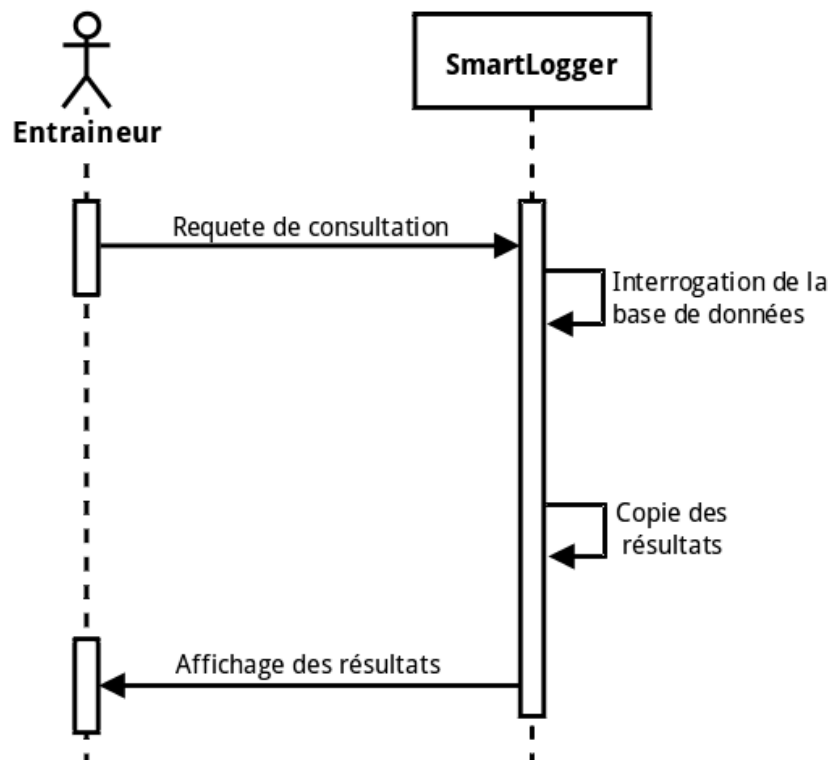 SmartLogger
Entraineur
Requete de consultation
Interrogation de la
base de données
Copie des
résultats
Affichage des résultats